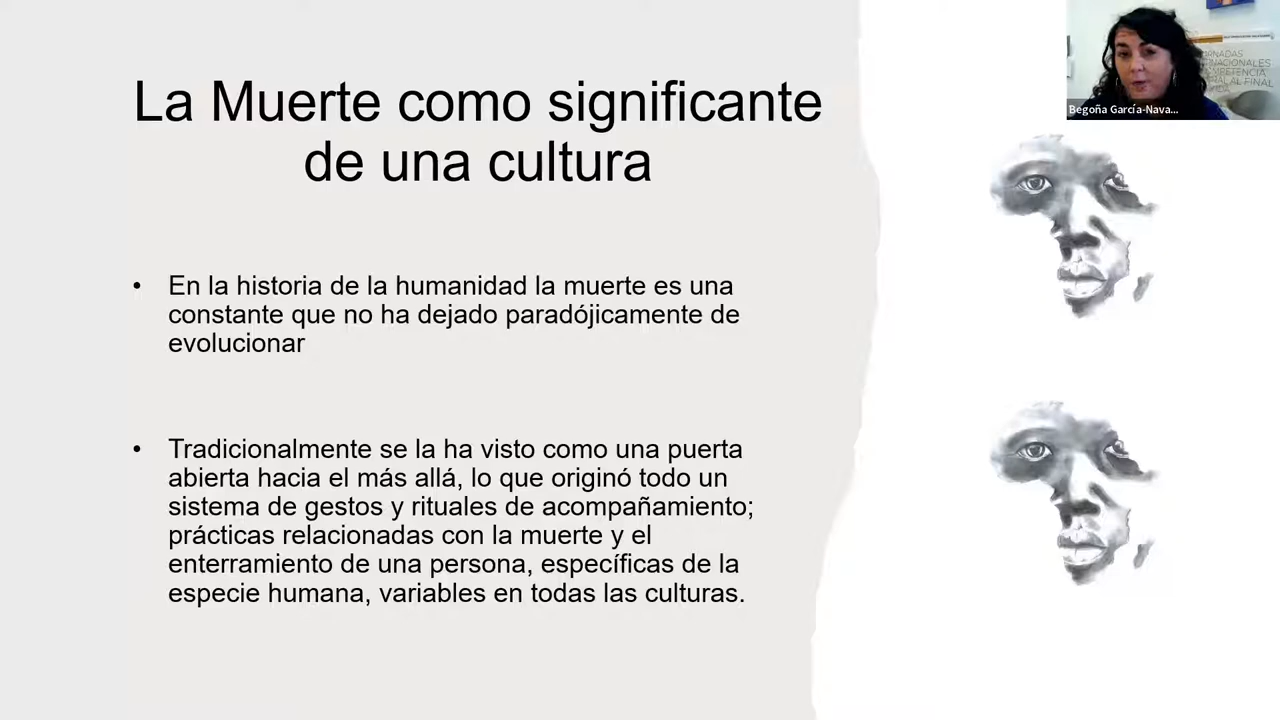 La Muerte como significante
de una cultura
• En la historia de la humanidad la muerte es una
constante que no ha dejado paradójicamente de
evolucionar
• Tradicionalmente se la ha visto como una puerta
abierta hacia el más allá, lo que originó todo un
sistema de gestos y rituales de acompañamiento;
prácticas relacionadas con la muerte y el
enterramiento de una persona, específicas de la
especie humana, variables en todas las culturas.
Begoña García-Nava...